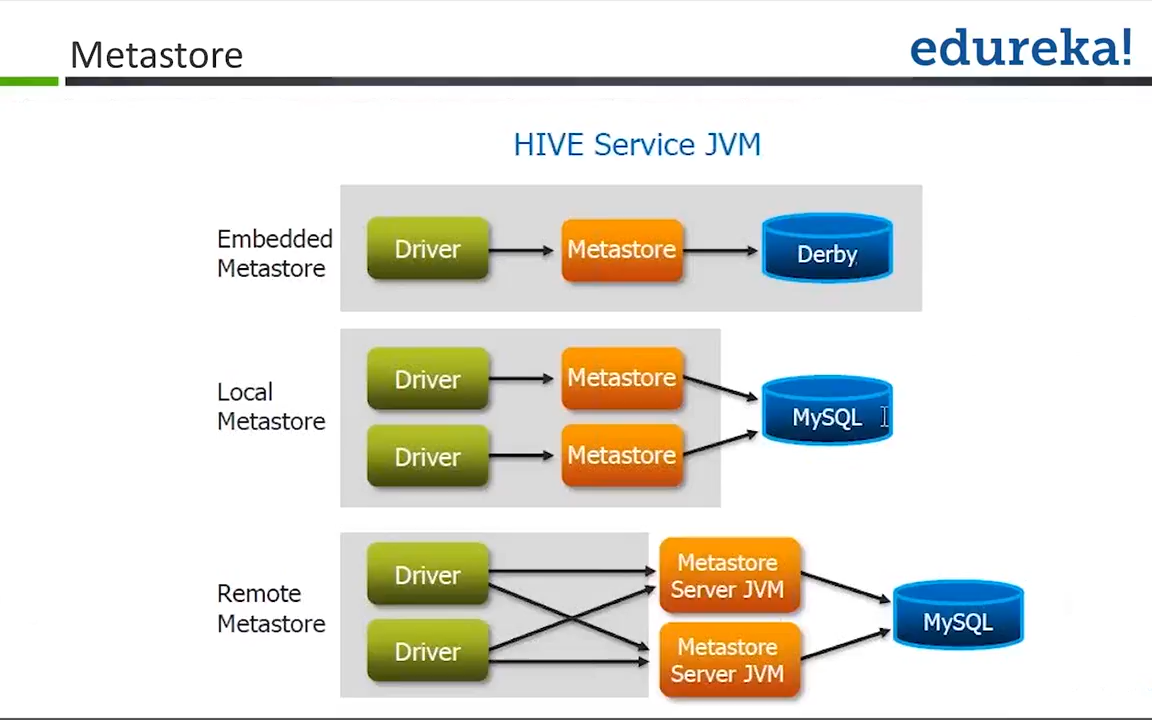 Metastore
edureka!
HIVE Service JVM
Embedded
Metastore
Driver
Metastore
Derby
Local
Metastore
Driver
Metastore
MySQL
Driver
Metastore
Remote
Metastore
Driver
Metastore
Server JVM
MySQL
Driver
Metastore
Server JVM